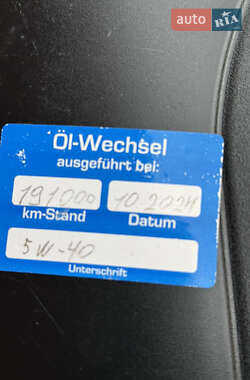 auto RIA
Öl-Wechsel
ausgeführt bei:
191000 10.2024
km-Stand Datum
5W-40
Unterschrift